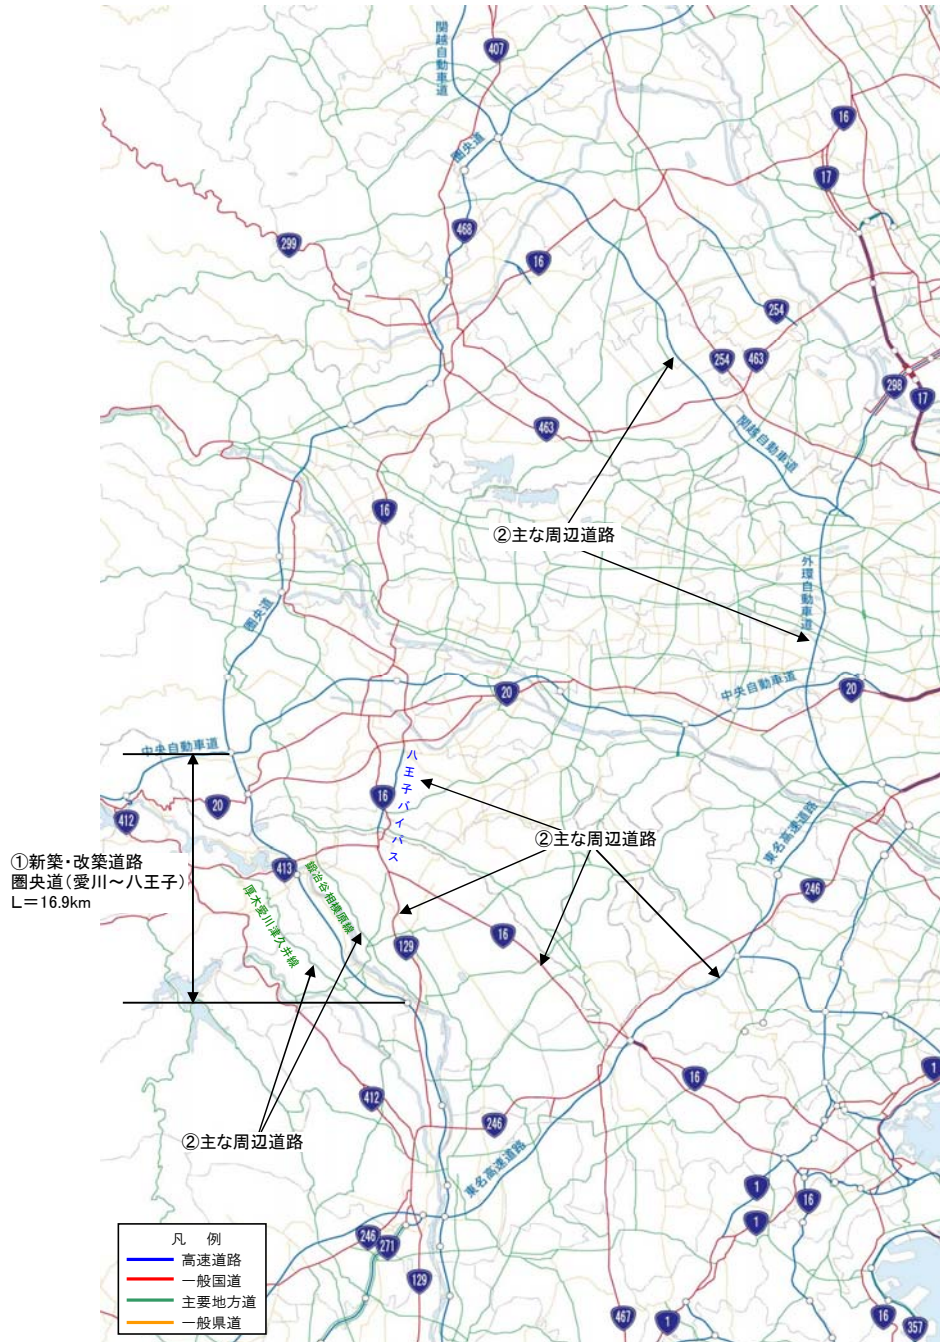 関越自動車道
407
16
圏央道
17
468
299
16
254
254
463
298
17
463
関越自動車道
16
②主な周辺道路
外環自動車道
圏央道
中央自動車道
20
20
中央自動車道
八王子バイパス
16
20
412
東名高速道路
②主な周辺道路
①新築・改築道路
圏央道(愛川～八王子)
L=16.9km
413
鍛治谷相模原線
厚木愛川津久井線
246
16
129
16
1
412
246
②主な周辺道路
東名高速道路
1
16
1
凡 例
高速道路
一般国道
主要地方道
一般県道
246
271
129
467
1
16
357